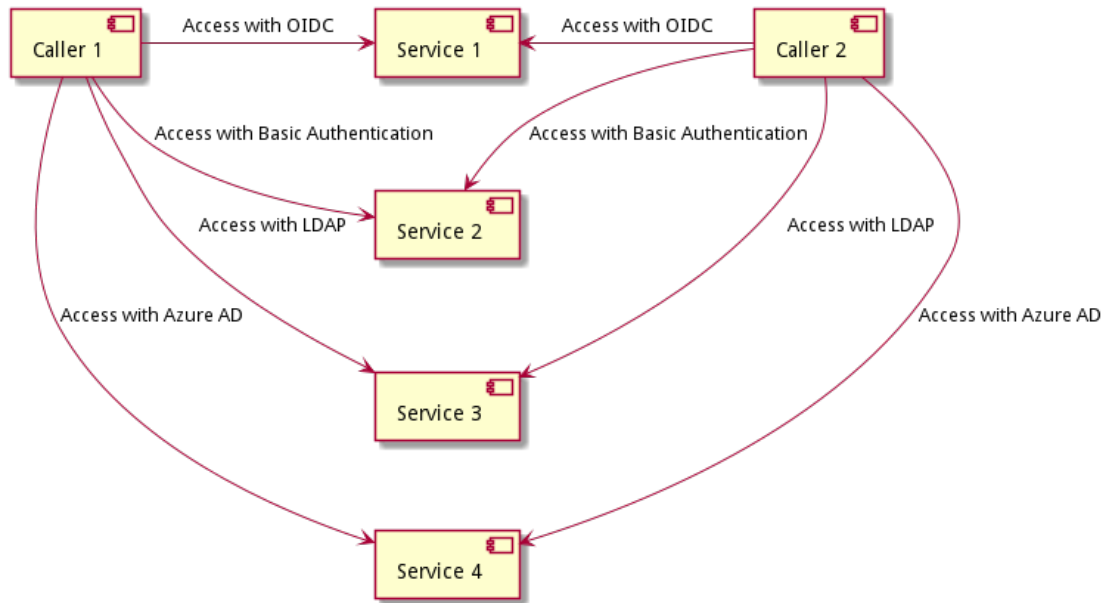 Access with OIDC
Access with OIDC
Caller 1
Service 1
Caller 2
Access with Basic Authentication
Access with Basic Authentication
Access with LDAP
Service 2
Access with LDAP
Access with Azure AD
Access with Azure AD
Service 3
Service 4